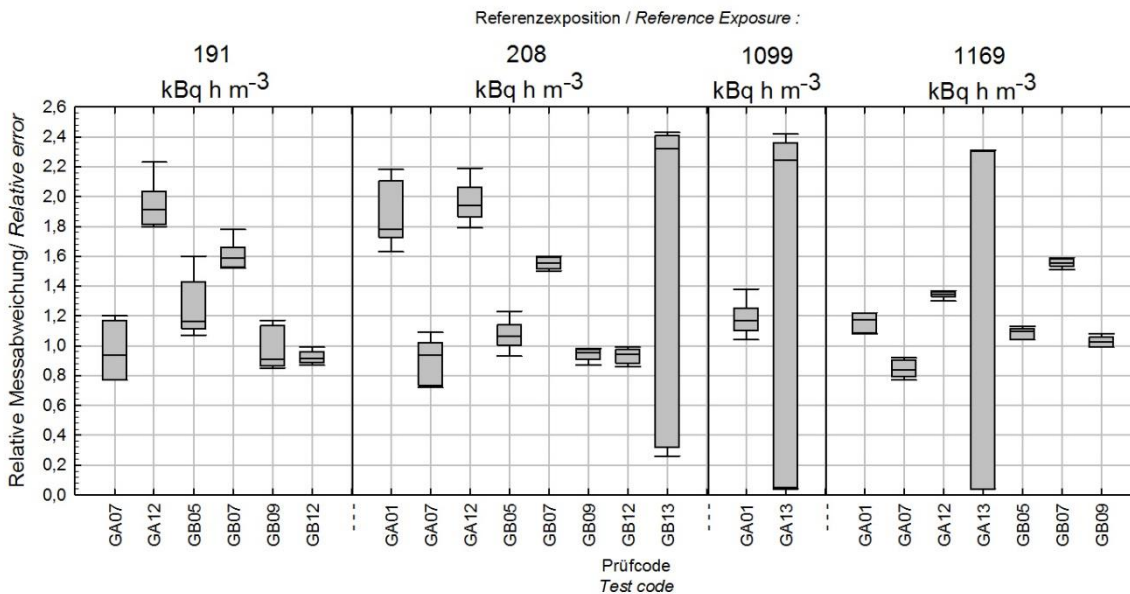 Referenzexposition / Reference Exposure :
191 208 1099 1169
kBq h m⁻³ kBq h m⁻³ kBq h m⁻³ kBq h m⁻³
Relative Messabweichung/ Relative error
2,6
2,4
2,2
2,0
1,8
1,6
1,4
1,2
1,0
0,8
0,6
0,4
0,2
0,0
GA07 GA12 GB05 GB07 GB09 GB12 --- GA01 GA07 GA12 GB05 GB07 GB09 GB12 GB13 --- GA01 GA13 --- GA01 GA07 GA12 GA13 GB05 GB07 GB09
Prüfcode
Test code